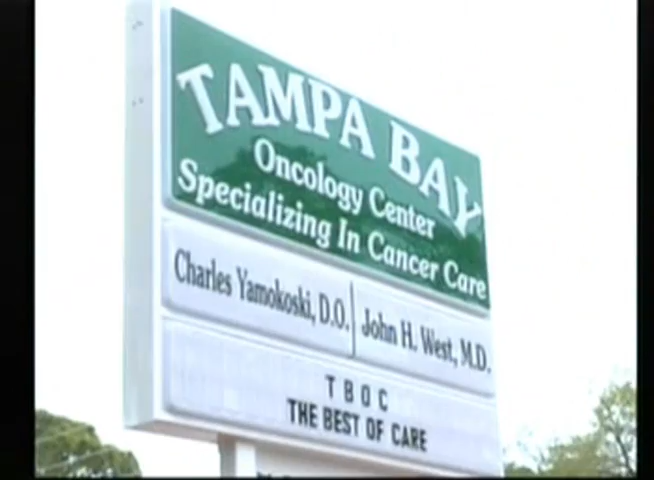 TAMPA BAY
Oncology Center
Specializing In Cancer Care
Charles Yamokoski, D.O.
John H. West, M.D.
TBOC
THE BEST OF CARE